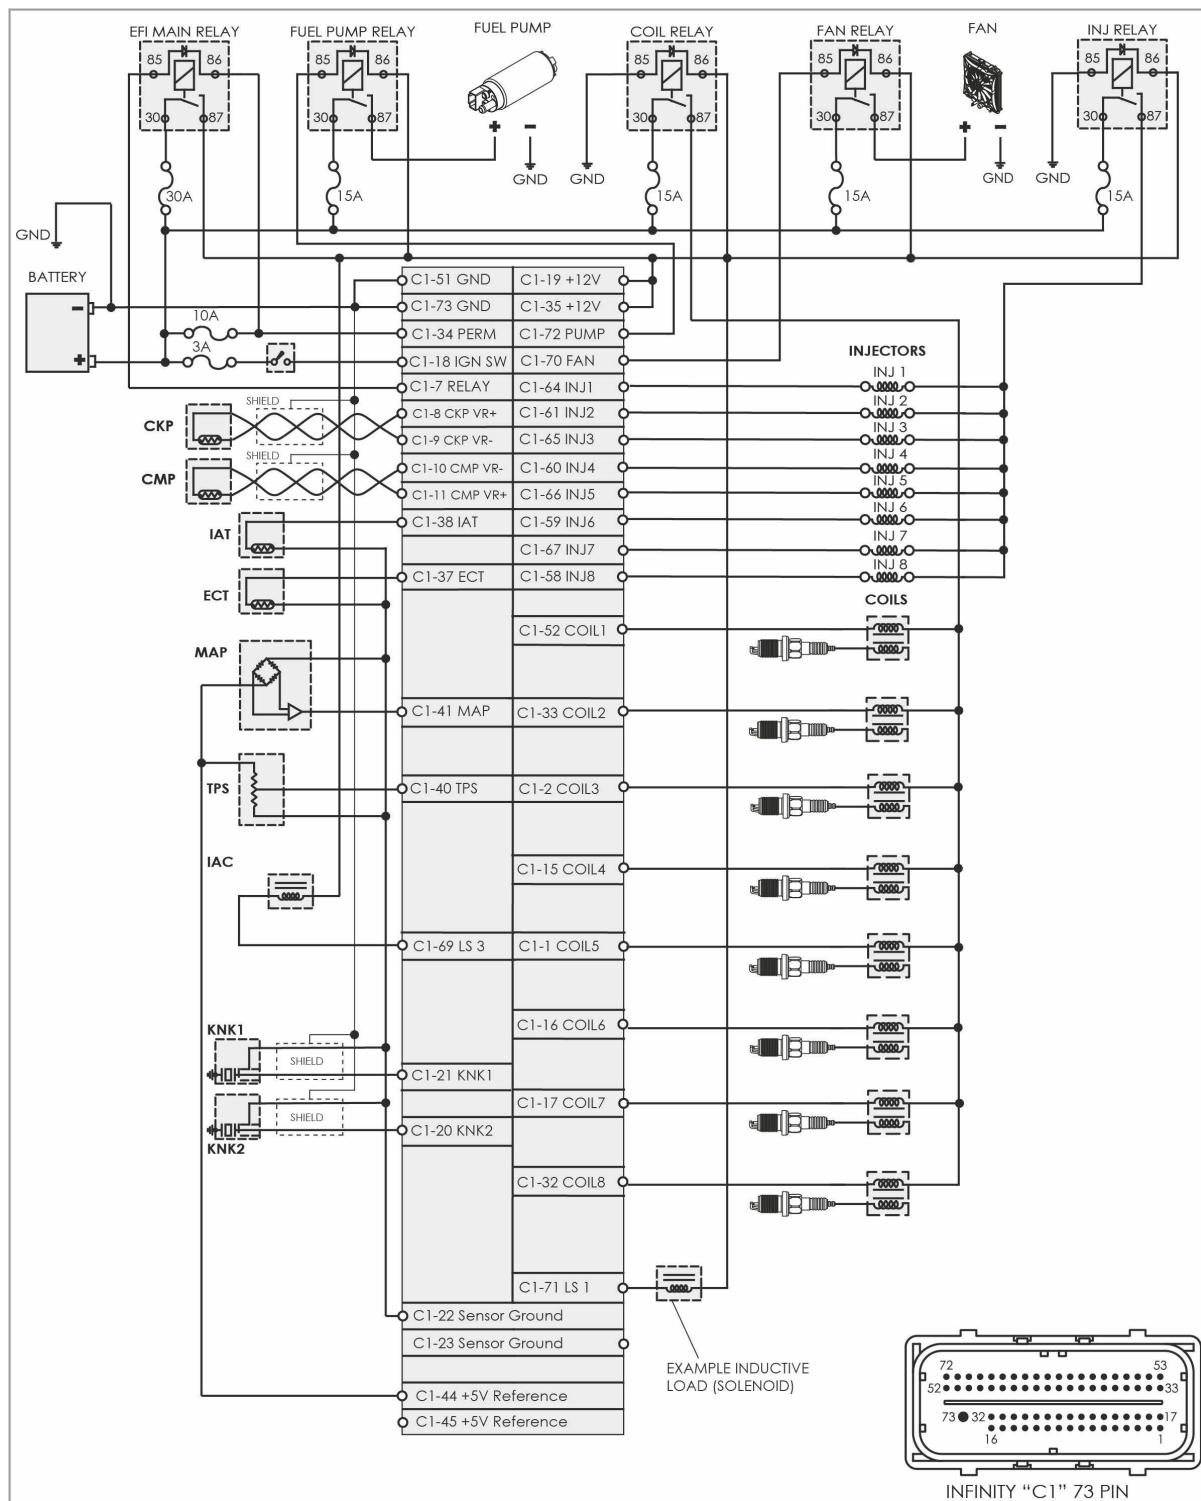 EFI MAIN RELAY
FUEL PUMP RELAY
FUEL PUMP
COIL RELAY
FAN RELAY
FAN
INJ RELAY
85 86
30 87
85 86
30 87
85 86
30 87
85 86
30 87
85 86
30 87
+ -
+ -
30A
15A
GND
GND
15A
15A
GND
GND
15A
GND
BATTERY
-
+
10A
3A
C1-51 GND
C1-19 +12V
C1-73 GND
C1-35 +12V
C1-34 PERM
C1-72 PUMP
C1-18 IGN SW
C1-70 FAN
C1-7 RELAY
C1-64 INJ1
C1-8 CKP VR+
C1-61 INJ2
C1-9 CKP VR-
C1-65 INJ3
C1-10 CMP VR-
C1-60 INJ4
C1-11 CMP VR+
C1-66 INJ5
C1-38 IAT
C1-59 INJ6
C1-67 INJ7
C1-37 ECT
C1-58 INJ8
C1-52 COIL1
C1-41 MAP
C1-33 COIL2
C1-40 TPS
C1-2 COIL3
C1-15 COIL4
C1-69 LS 3
C1-1 COIL5
C1-16 COIL6
C1-21 KNK1
C1-17 COIL7
C1-20 KNK2
C1-32 COIL8
C1-71 LS 1
C1-22 Sensor Ground
C1-23 Sensor Ground
C1-44 +5V Reference
C1-45 +5V Reference
CKP
SHIELD
CMP
SHIELD
IAT
ECT
MAP
TPS
IAC
KNK1
SHIELD
SHIELD
KNK2
INJECTORS
INJ 1
INJ 2
INJ 3
INJ 4
INJ 5
INJ 6
INJ 7
INJ 8
COILS
EXAMPLE INDUCTIVE
LOAD (SOLENOID)
72 53
52 33
73 32 17
16 1
INFINITY “C1” 73 PIN